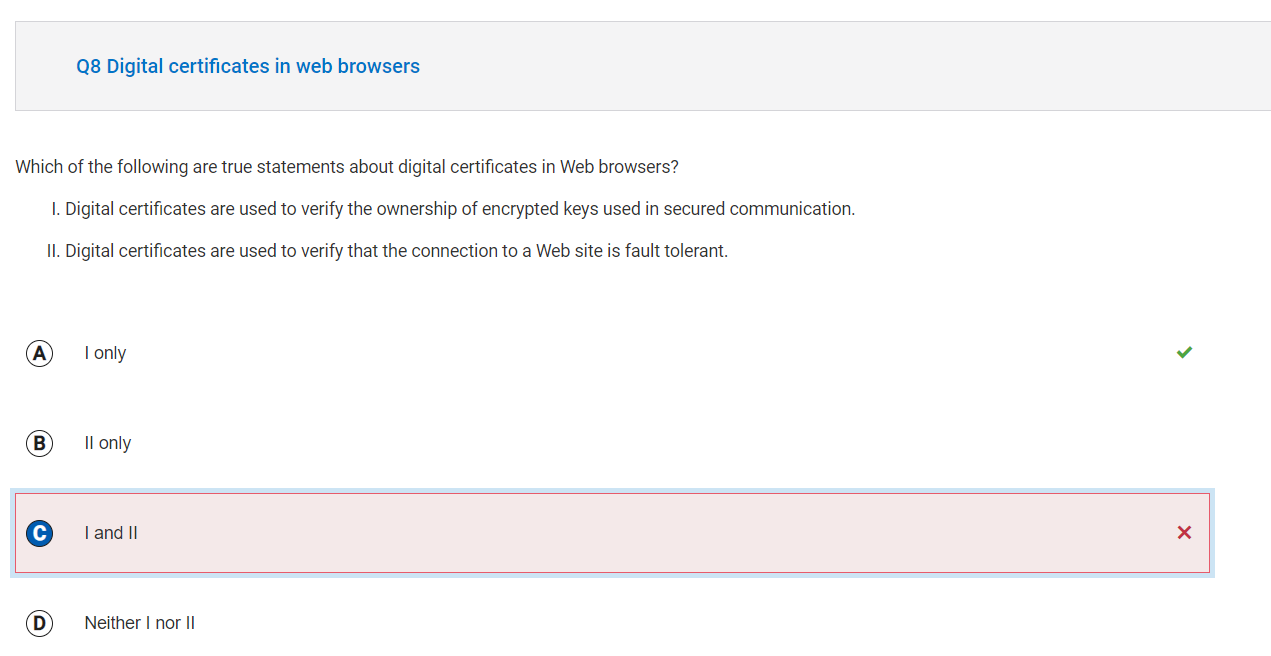 Q8 Digital certificates in web browsers
Which of the following are true statements about digital certificates in Web browsers?
I. Digital certificates are used to verify the ownership of encrypted keys used in secured communication.
II. Digital certificates are used to verify that the connection to a Web site is fault tolerant.
A I only
B II only
C I and II
D Neither I nor II